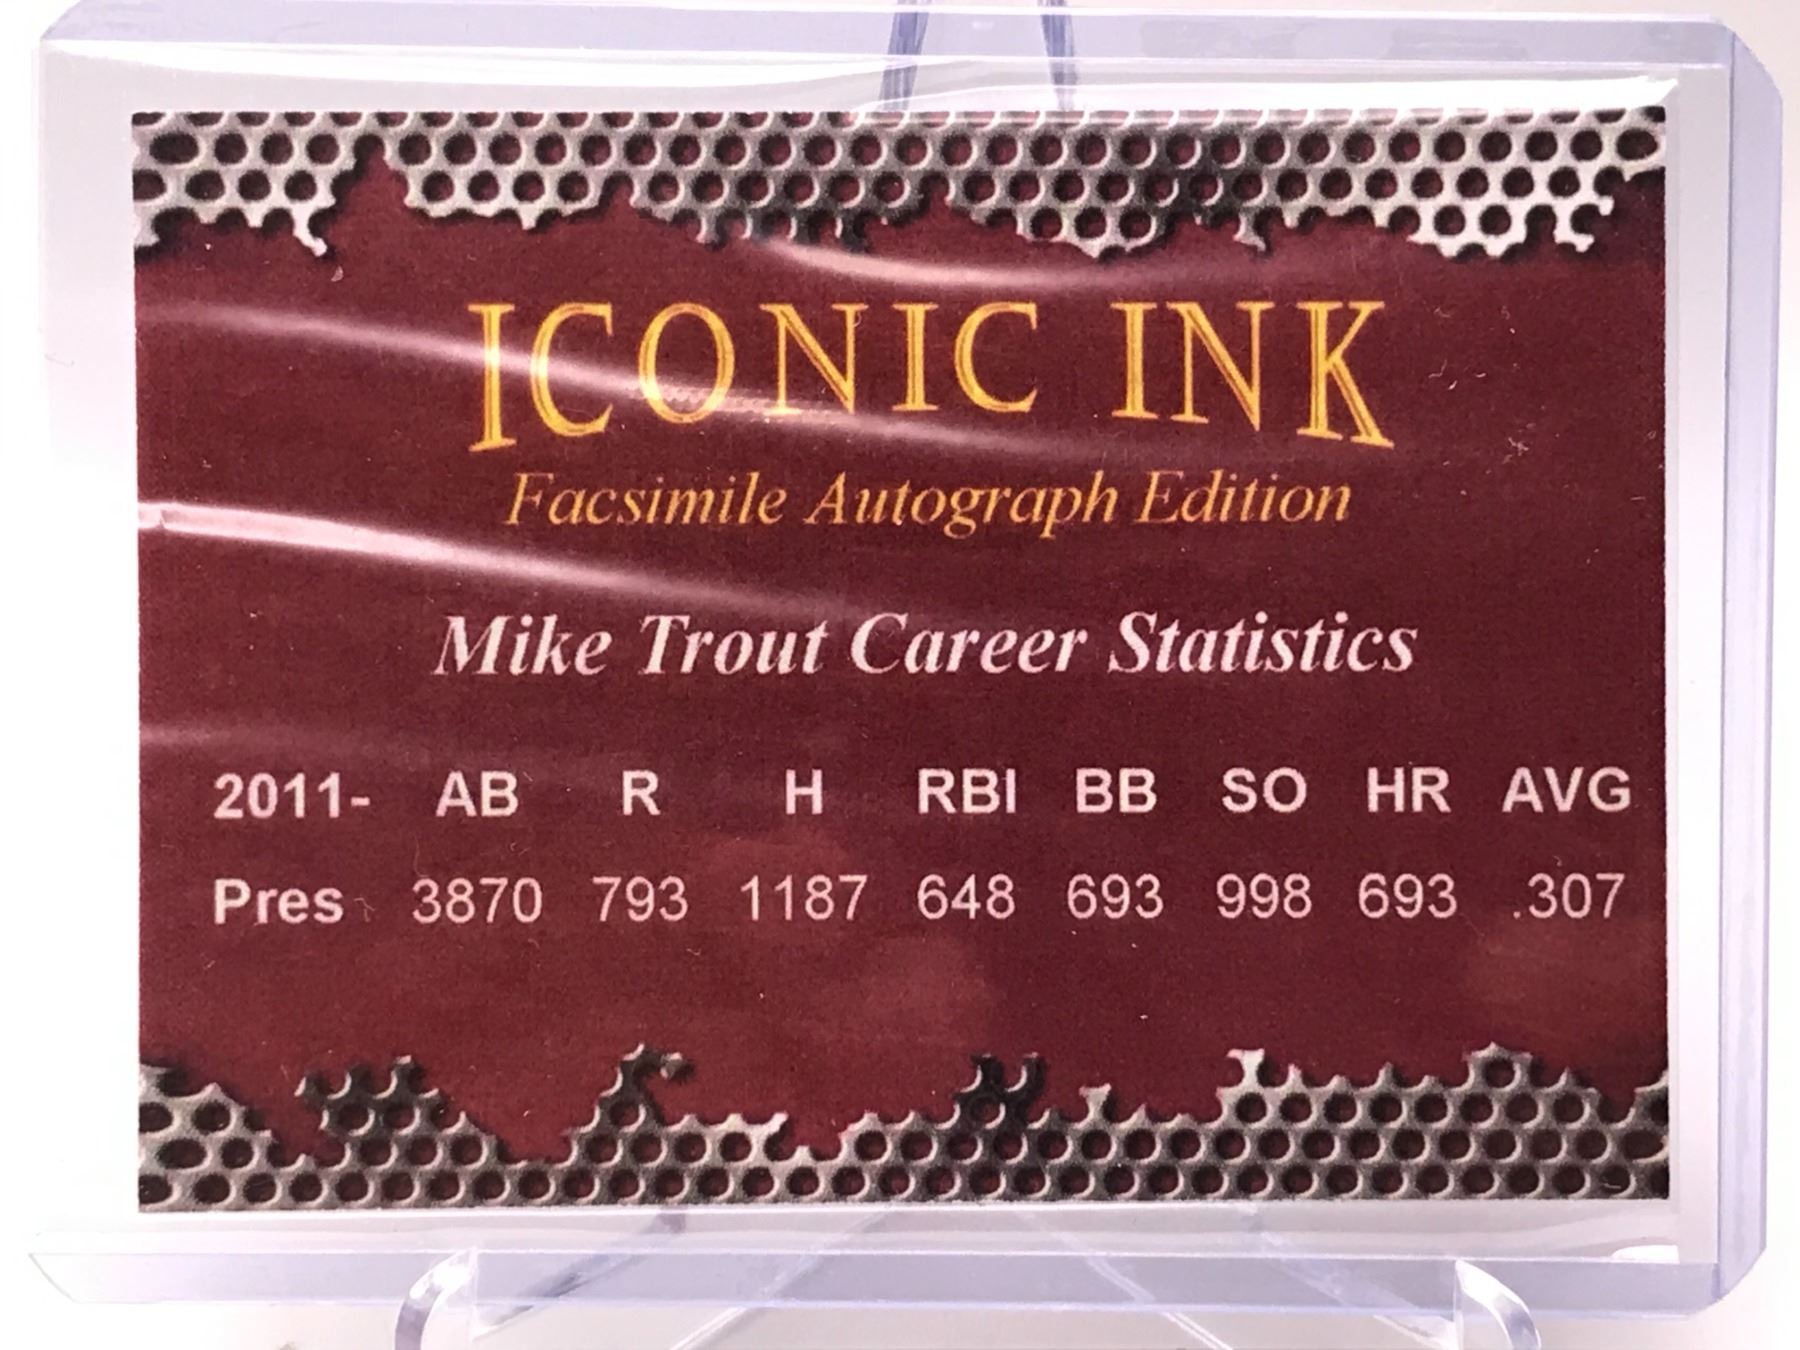 ICONIC INK
Facsimile Autograph Edition
Mike Trout Career Statistics
2011- AB R H RBI BB SO HR AVG
Pres 3870 793 1187 648 693 998 693 .307